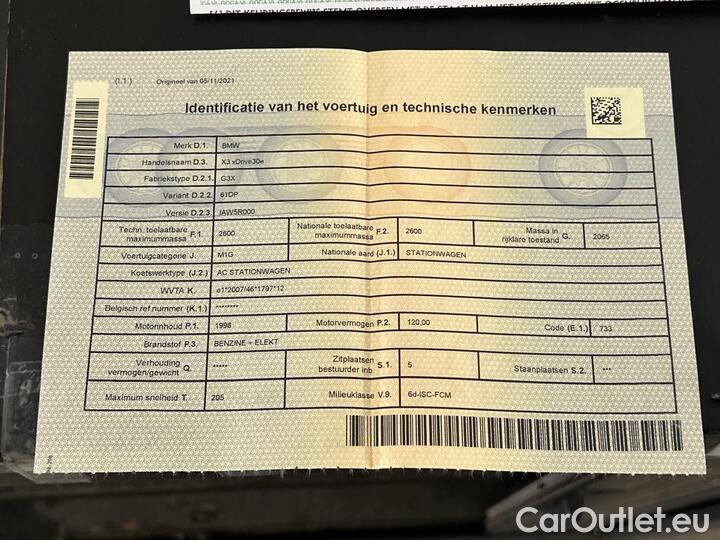 (I.1.) Origineel van 05/11/2021
Identificatie van het voertuig en technische kenmerken
Merk D.1. BMW
Handelsnaam D.3. X3 xDrive30e
Fabriekstype D.2.1 G3X
Variant D.2.2. 61DP
Versie D.2.3. IAW5R000
Techn. toelaatbare maximummassa F.1. 2600 Nationale toelaatbare maximummassa F.2. 2600 Massa in rijklare toestand G. 2065
Voertuigcategorie J. M1G Nationale aard (J.1.) STATIONWAGEN
Koetswerktype (J.2.) AC STATIONWAGEN
WVTA K. e1*2007/46*1797*12
Belgisch ref.nummer (K.1.) ********
Motorinhoud P.1. 1998 Motorvermogen P.2. 120,00 Code (E.1.) 733
Brandstof P.3. BENZINE + ELEKT
Verhouding vermogen/gewicht Q. ***** Zitplaatsen bestuurder inb. S.1. 5 Staanplaatsen S.2. ***
Maximum snelheid T. 205 Milieuklasse V.9. 6d-ISC-FCM
CarOutlet.eu